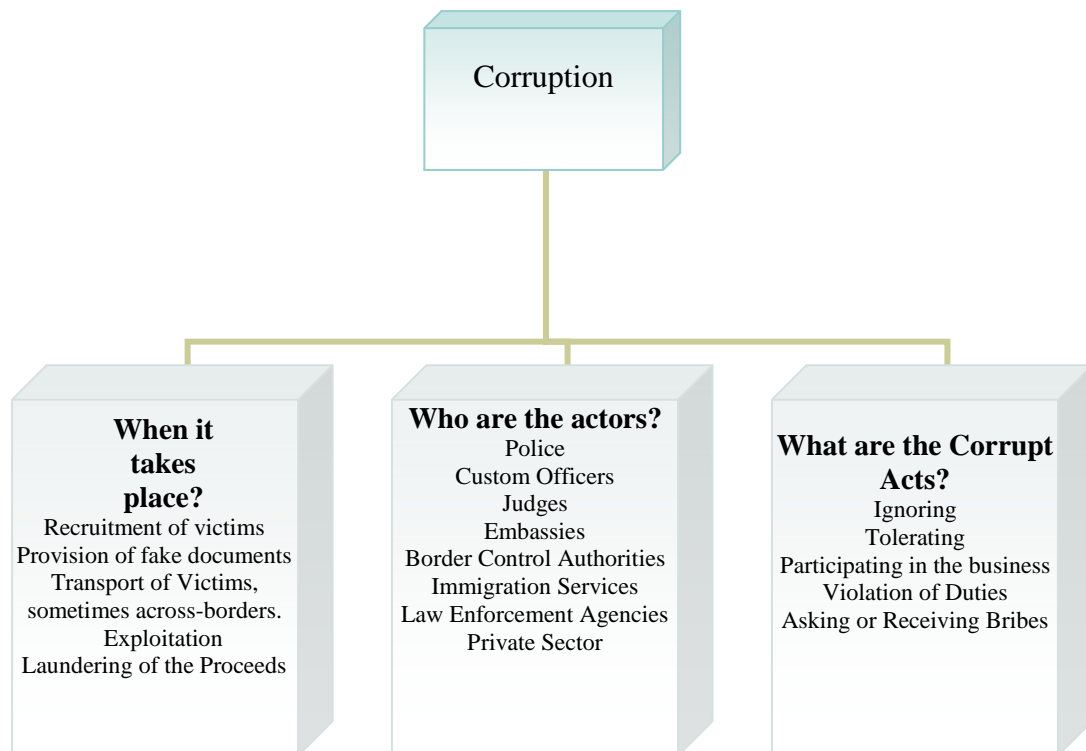 Corruption
When it
takes
place?
Recruitment of victims
Provision of fake documents
Transport of Victims,
sometimes across-borders.
Exploitation
Laundering of the Proceeds
Who are the actors?
Police
Custom Officers
Judges
Embassies
Border Control Authorities
Immigration Services
Law Enforcement Agencies
Private Sector
What are the Corrupt
Acts?
Ignoring
Tolerating
Participating in the business
Violation of Duties
Asking or Receiving Bribes